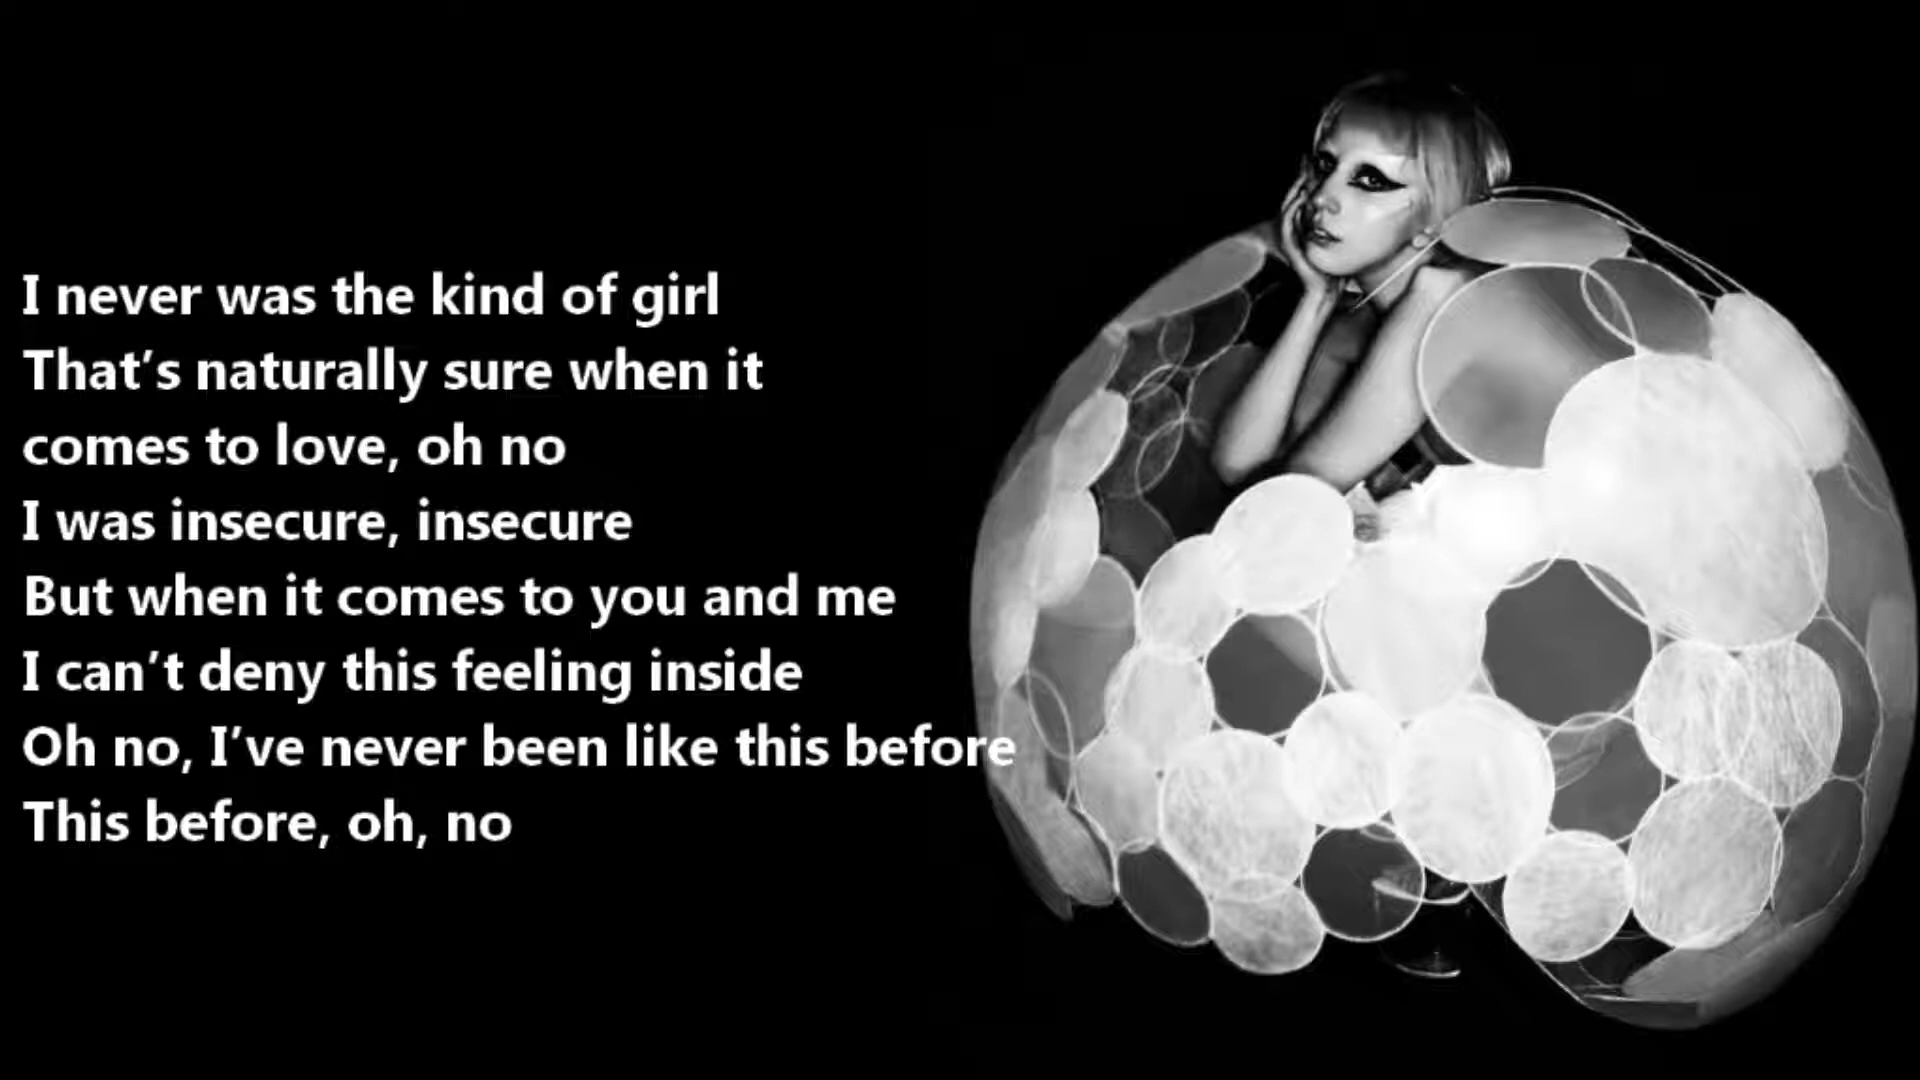 I never was the kind of girl
That's naturally sure when it
comes to love, oh no
I was insecure, insecure
But when it comes to you and me
I can't deny this feeling inside
Oh no, I've never been like this before
This before, oh, no